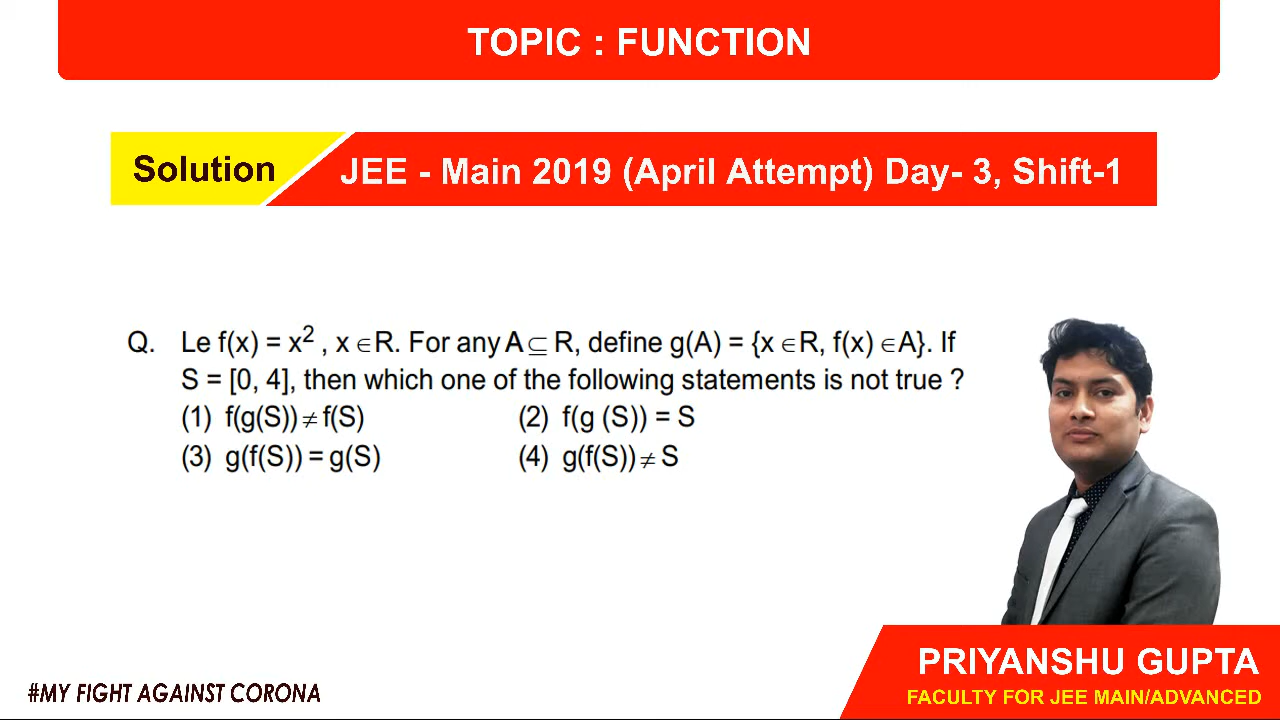 TOPIC : FUNCTION
Solution
JEE - Main 2019 (April Attempt) Day- 3, Shift-1
Q. Le f(x) = x², x ∈R. For any A⊆R, define g(A) = {x ∈R, f(x) ∈A}. If
S = [0, 4], then which one of the following statements is not true ?
(1) f(g(S)) ≠ f(S) (2) f(g (S)) = S
(3) g(f(S)) = g(S) (4) g(f(S)) ≠ S
PRIYANSHU GUPTA
FACULTY FOR JEE MAIN/ADVANCED
#MY FIGHT AGAINST CORONA